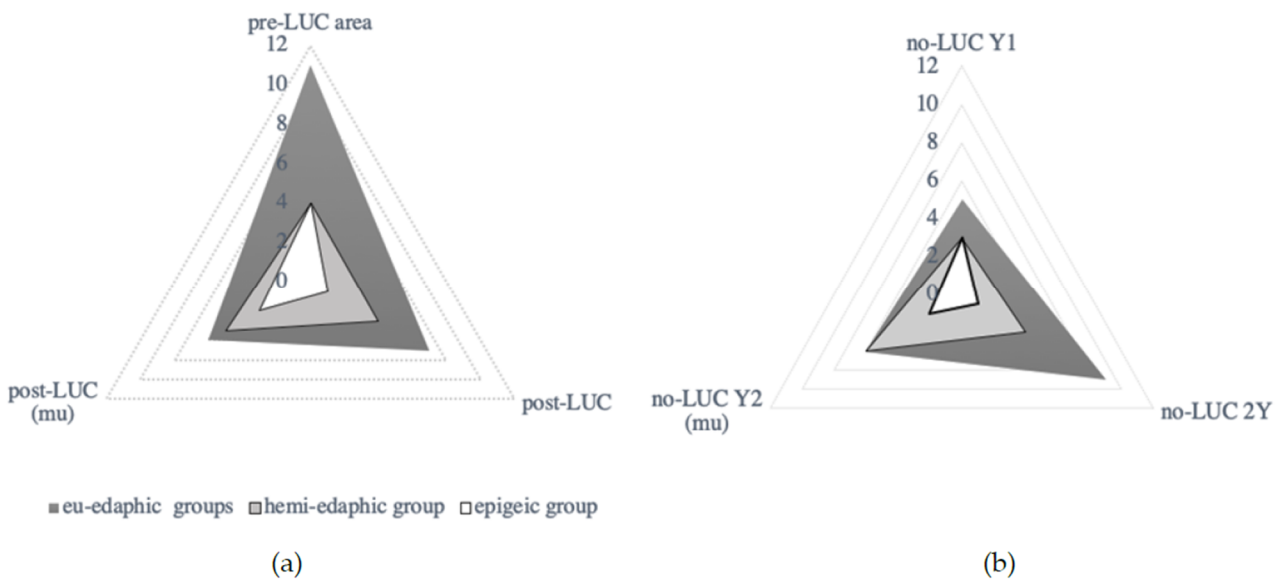 pre-LUC area
12
10
8
6
4
2
0
post-LUC
(mu)
post-LUC
no-LUC Y1
12
10
8
6
4
2
0
no-LUC Y2
(mu)
no-LUC 2Y
eu-edaphic groups hemi-edaphic group epigeic group
(a)
(b)